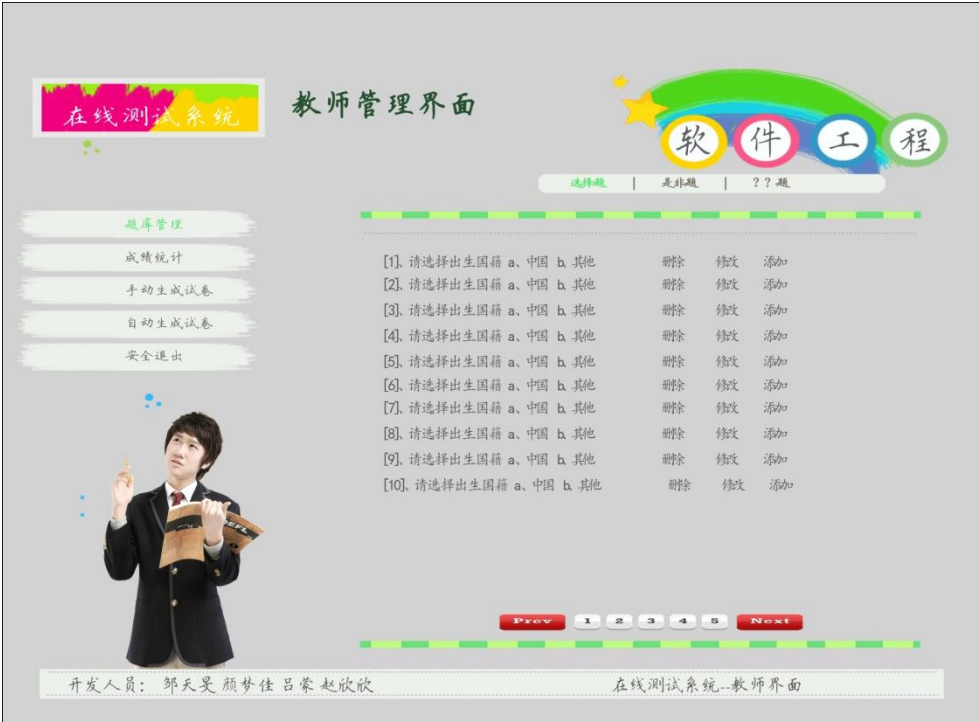 在线测试系统
教师管理界面
软件工程
选择题 | 是非题 | ??题
题库管理
成绩统计
手动生成试卷
自动生成试卷
安全退出
[1]、请选择出生国籍 a、中国 b、其他 删除 修改 添加
[2]、请选择出生国籍 a、中国 b、其他 删除 修改 添加
[3]、请选择出生国籍 a、中国 b、其他 删除 修改 添加
[4]、请选择出生国籍 a、中国 b、其他 删除 修改 添加
[5]、请选择出生国籍 a、中国 b、其他 删除 修改 添加
[6]、请选择出生国籍 a、中国 b、其他 删除 修改 添加
[7]、请选择出生国籍 a、中国 b、其他 删除 修改 添加
[8]、请选择出生国籍 a、中国 b、其他 删除 修改 添加
[9]、请选择出生国籍 a、中国 b、其他 删除 修改 添加
[10]、请选择出生国籍 a、中国 b、其他 删除 修改 添加
Prev 1 2 3 4 5 Next
开发人员： 邹天旻 颜梦佳 吕蒙 赵欣欣
在线测试系统--教师界面